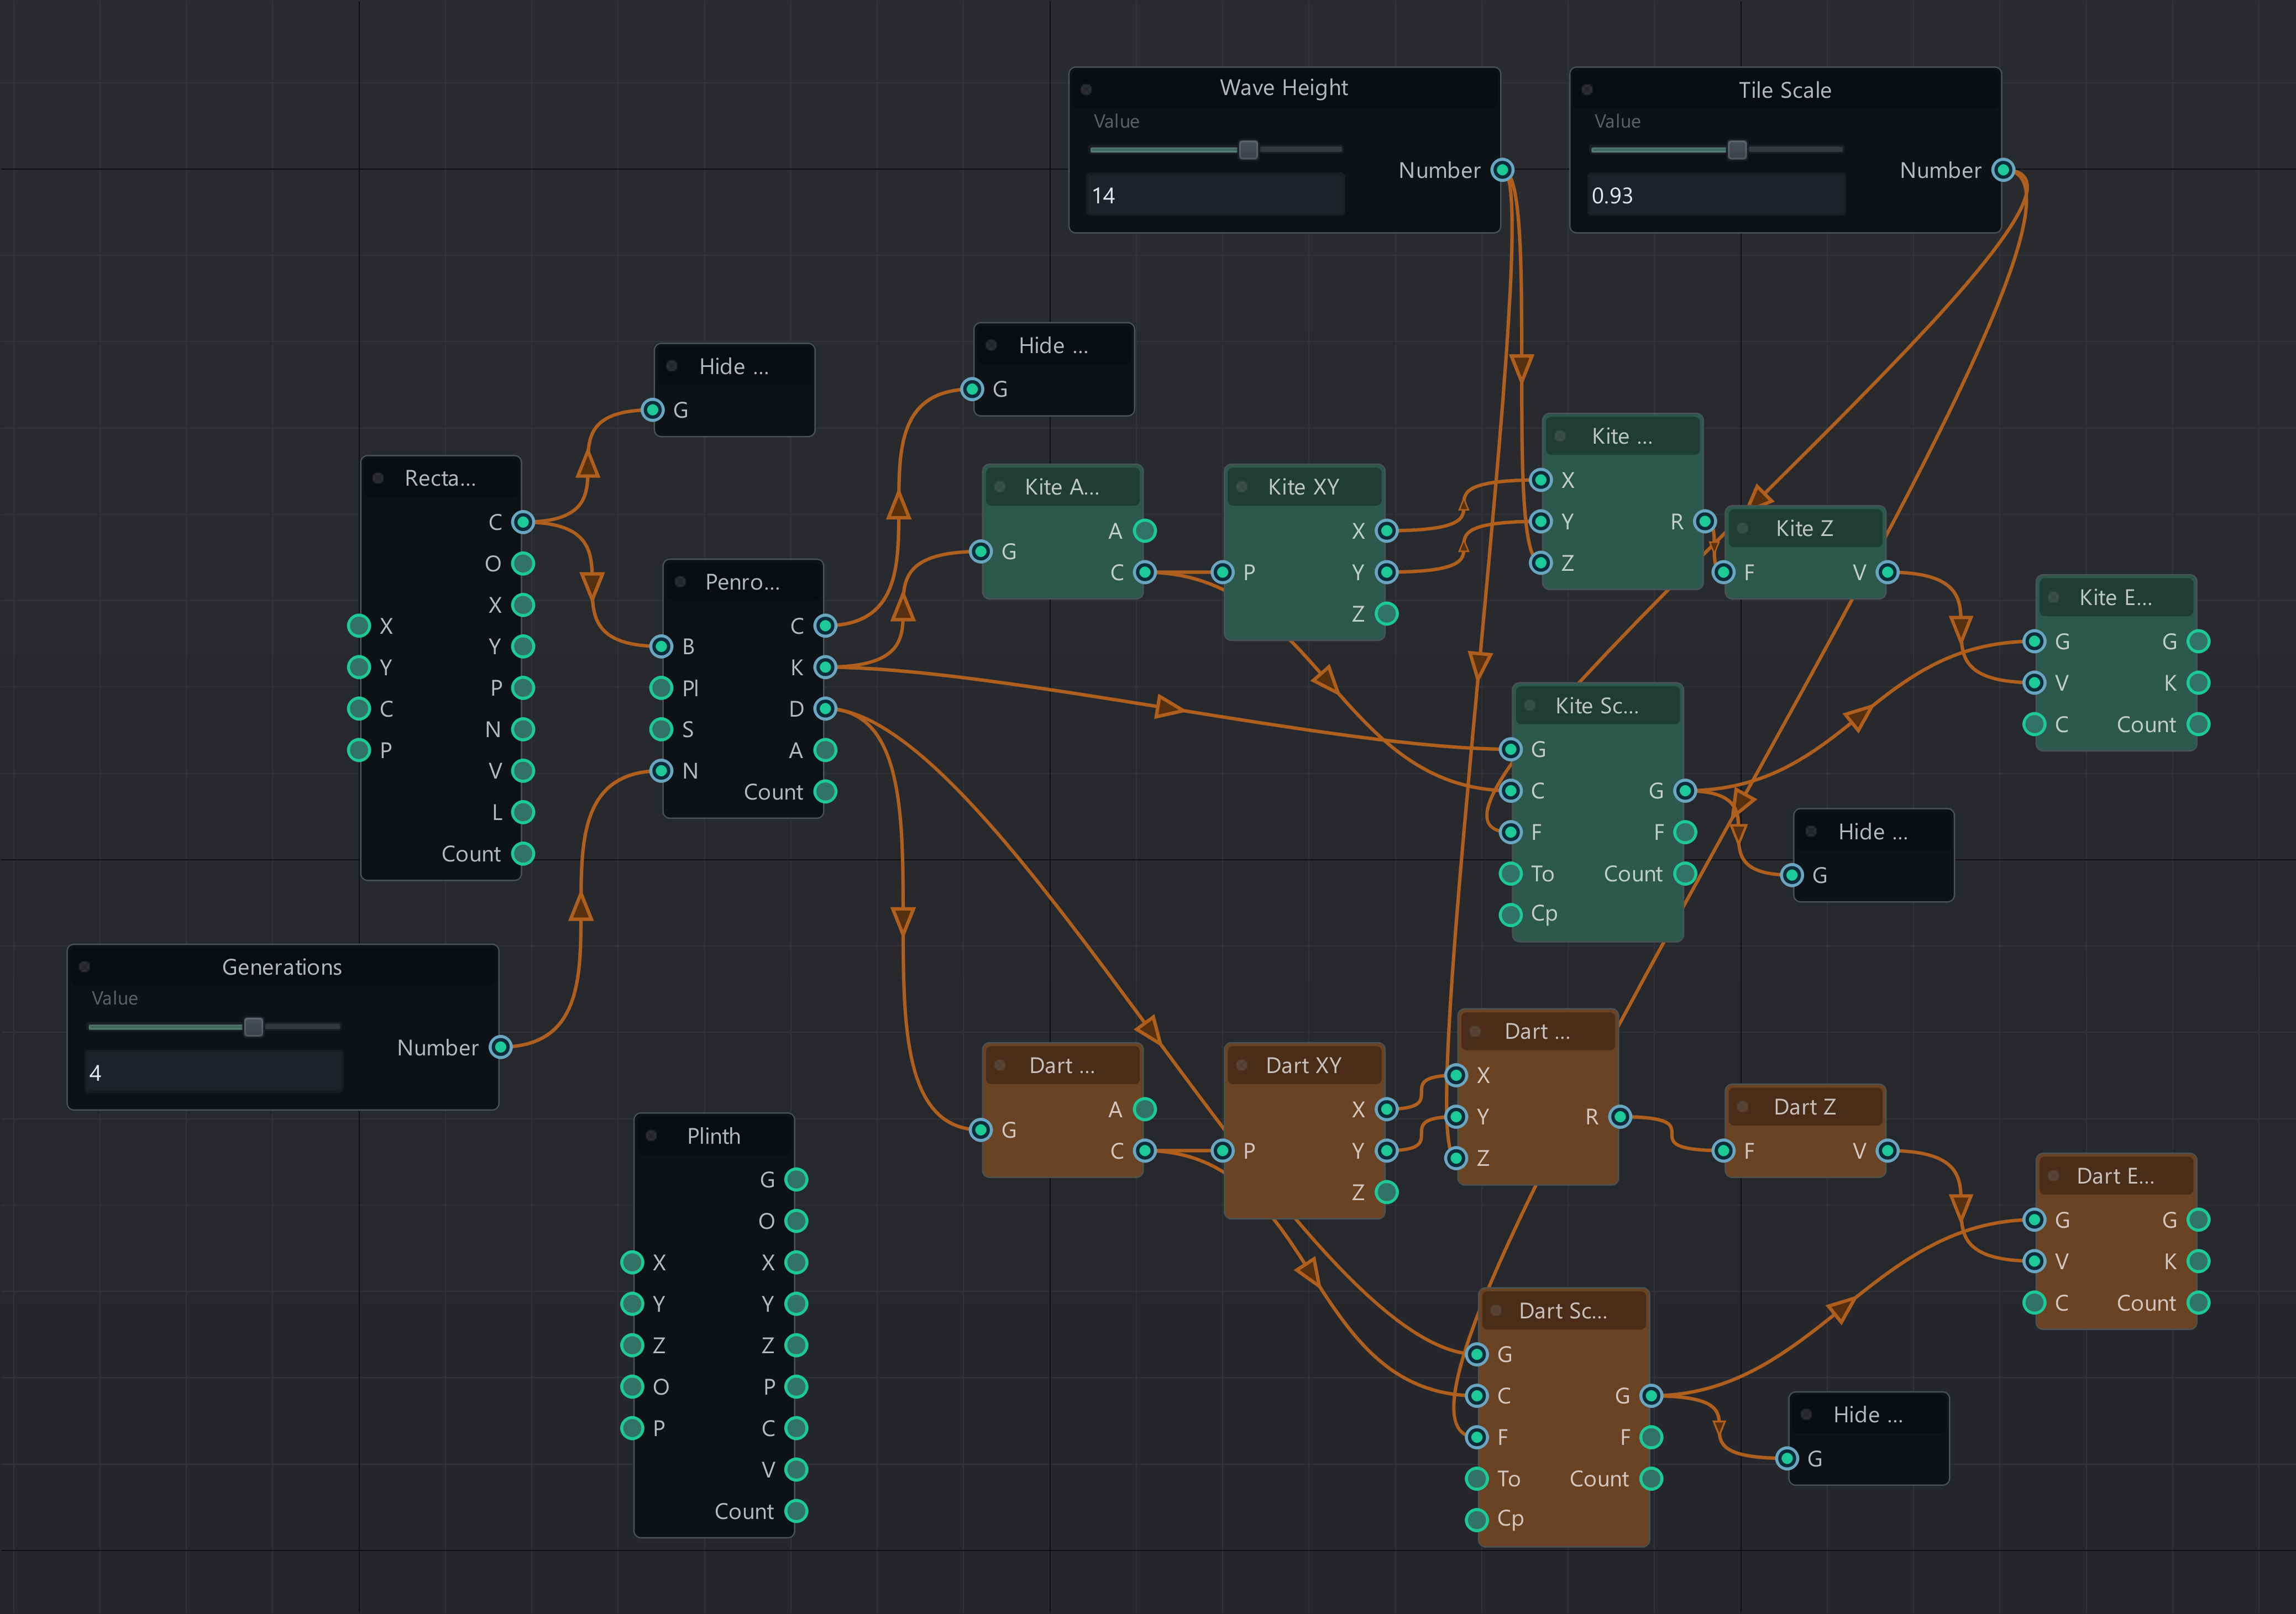 Wave Height
Value
14
Number
Tile Scale
Value
0.93
Number
Hide ...
G
Hide ...
G
Recta...
C
O
X
X
Y
Y
P
C
N
P
V
L
Count
Penro...
C
B
K
Pl
D
S
A
N
Count
Kite A...
A
G
C
Kite XY
X
P
Y
Z
Kite ...
X
Y
R
Z
Kite Z
F
V
Kite E...
G
G
V
K
C
Count
Kite Sc...
G
C
G
F
F
To
Count
Cp
Hide ...
G
Generations
Value
4
Number
Plinth
G
O
X
X
Y
Y
Z
Z
O
P
P
C
V
Count
Dart ...
A
G
C
Dart XY
X
P
Y
Z
Dart ...
X
Y
R
Z
Dart Z
F
V
Dart E...
G
G
V
K
C
Count
Dart Sc...
G
C
G
F
F
To
Count
Cp
Hide ...
G